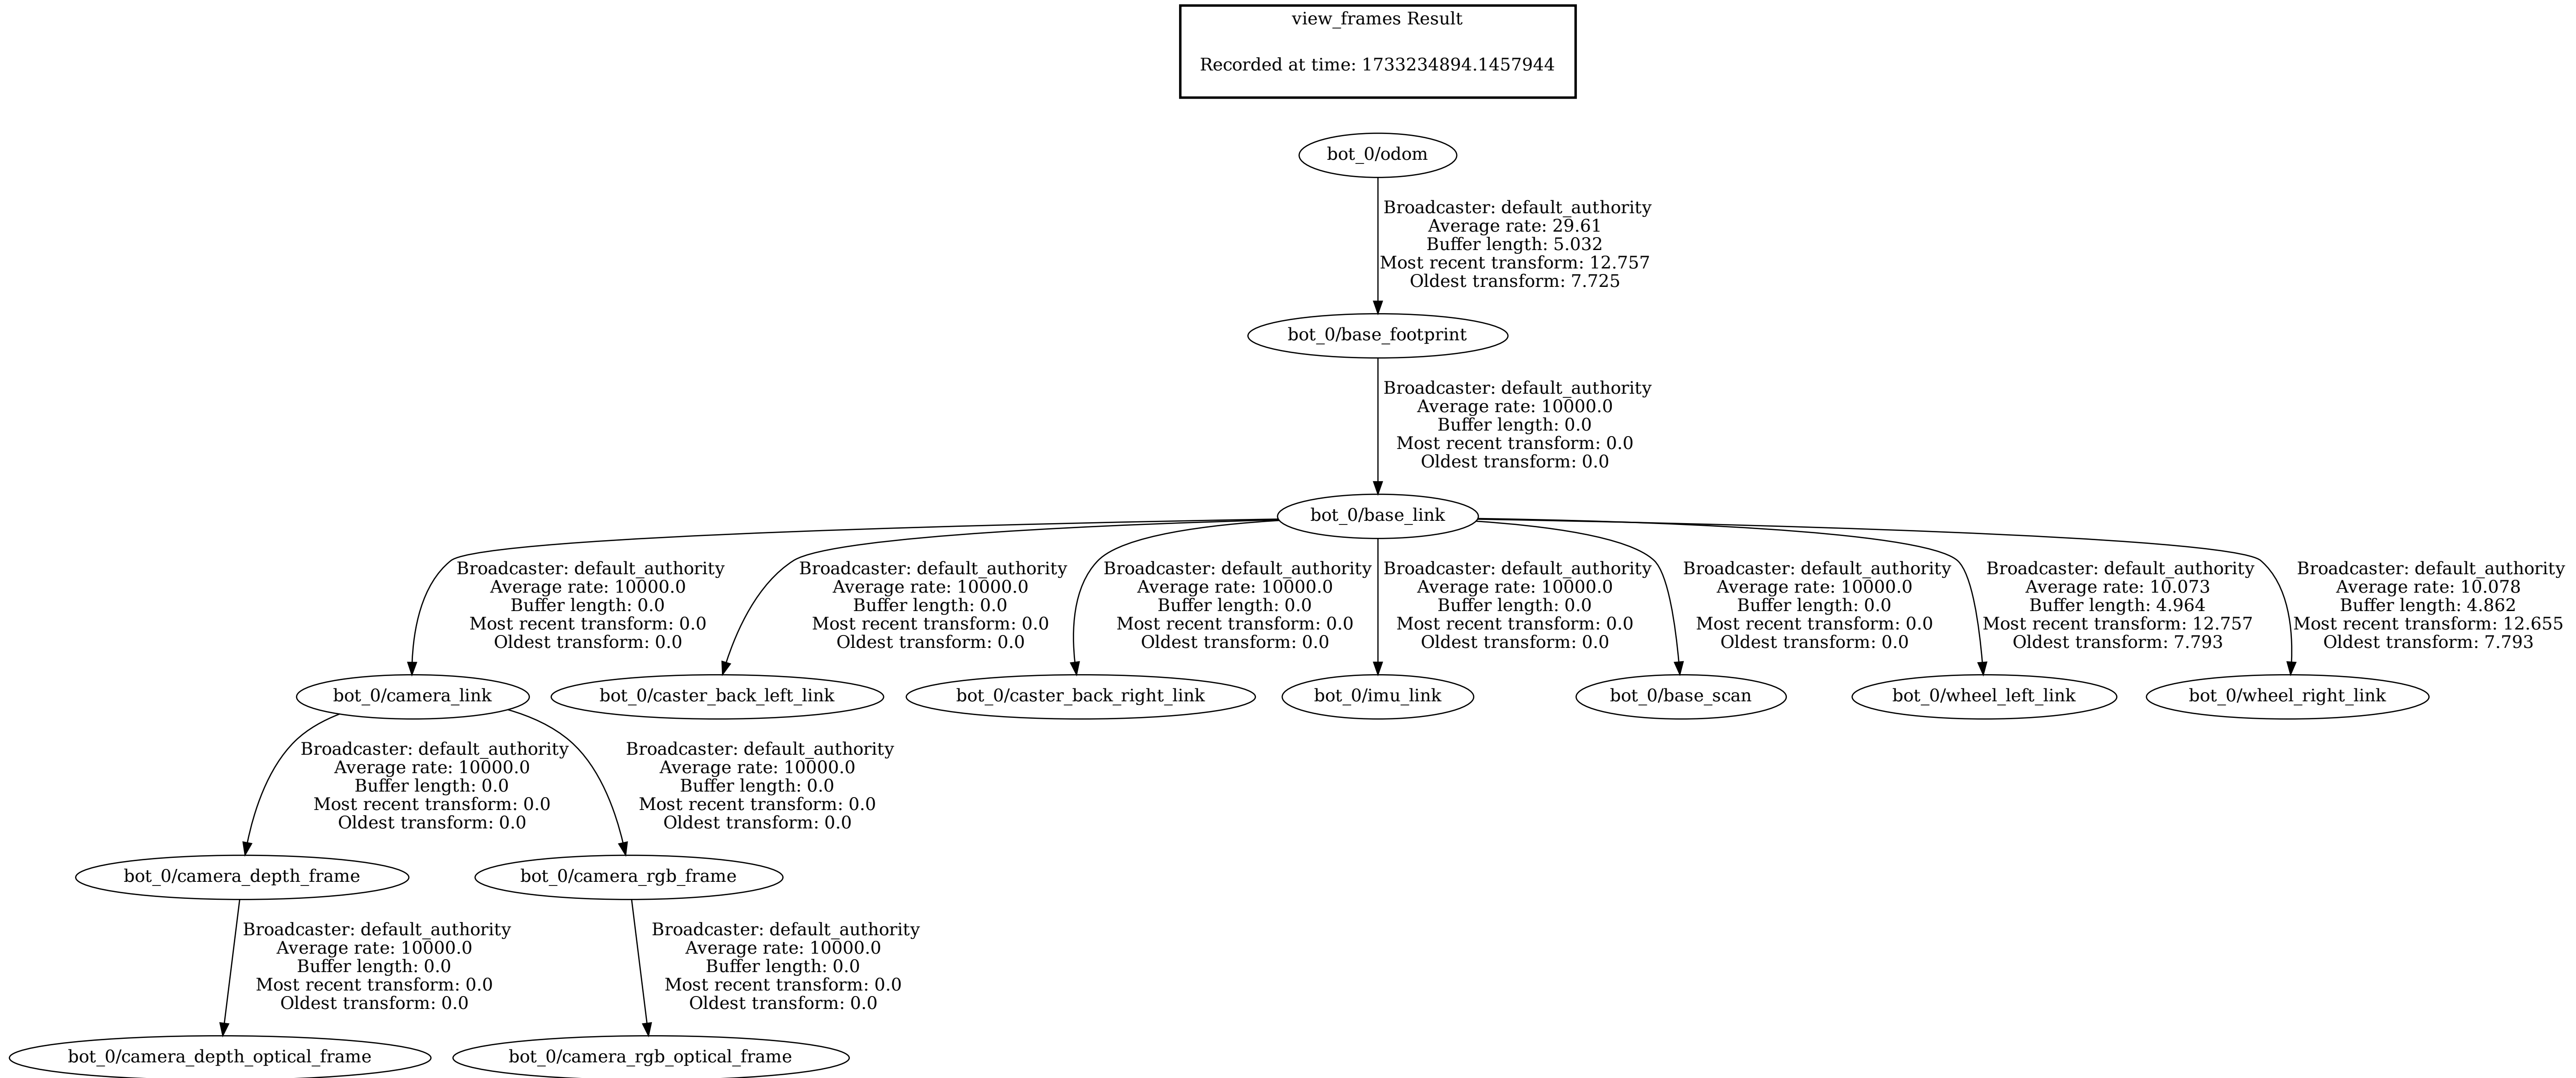 view_frames Result
Recorded at time: 1733234894.1457944
bot_0/odom
Broadcaster: default_authority
Average rate: 29.61
Buffer length: 5.032
Most recent transform: 12.757
Oldest transform: 7.725
bot_0/base_footprint
Broadcaster: default_authority
Average rate: 10000.0
Buffer length: 0.0
Most recent transform: 0.0
Oldest transform: 0.0
bot_0/base_link
Broadcaster: default_authority
Average rate: 10000.0
Buffer length: 0.0
Most recent transform: 0.0
Oldest transform: 0.0
Broadcaster: default_authority
Average rate: 10000.0
Buffer length: 0.0
Most recent transform: 0.0
Oldest transform: 0.0
Broadcaster: default_authority
Average rate: 10000.0
Buffer length: 0.0
Most recent transform: 0.0
Oldest transform: 0.0
Broadcaster: default_authority
Average rate: 10000.0
Buffer length: 0.0
Most recent transform: 0.0
Oldest transform: 0.0
Broadcaster: default_authority
Average rate: 10000.0
Buffer length: 0.0
Most recent transform: 0.0
Oldest transform: 0.0
Broadcaster: default_authority
Average rate: 10.073
Buffer length: 4.964
Most recent transform: 12.757
Oldest transform: 7.793
Broadcaster: default_authority
Average rate: 10.078
Buffer length: 4.862
Most recent transform: 12.655
Oldest transform: 7.793
bot_0/camera_link
bot_0/caster_back_left_link
bot_0/caster_back_right_link
bot_0/imu_link
bot_0/base_scan
bot_0/wheel_left_link
bot_0/wheel_right_link
Broadcaster: default_authority
Average rate: 10000.0
Buffer length: 0.0
Most recent transform: 0.0
Oldest transform: 0.0
Broadcaster: default_authority
Average rate: 10000.0
Buffer length: 0.0
Most recent transform: 0.0
Oldest transform: 0.0
bot_0/camera_depth_frame
bot_0/camera_rgb_frame
Broadcaster: default_authority
Average rate: 10000.0
Buffer length: 0.0
Most recent transform: 0.0
Oldest transform: 0.0
Broadcaster: default_authority
Average rate: 10000.0
Buffer length: 0.0
Most recent transform: 0.0
Oldest transform: 0.0
bot_0/camera_depth_optical_frame
bot_0/camera_rgb_optical_frame